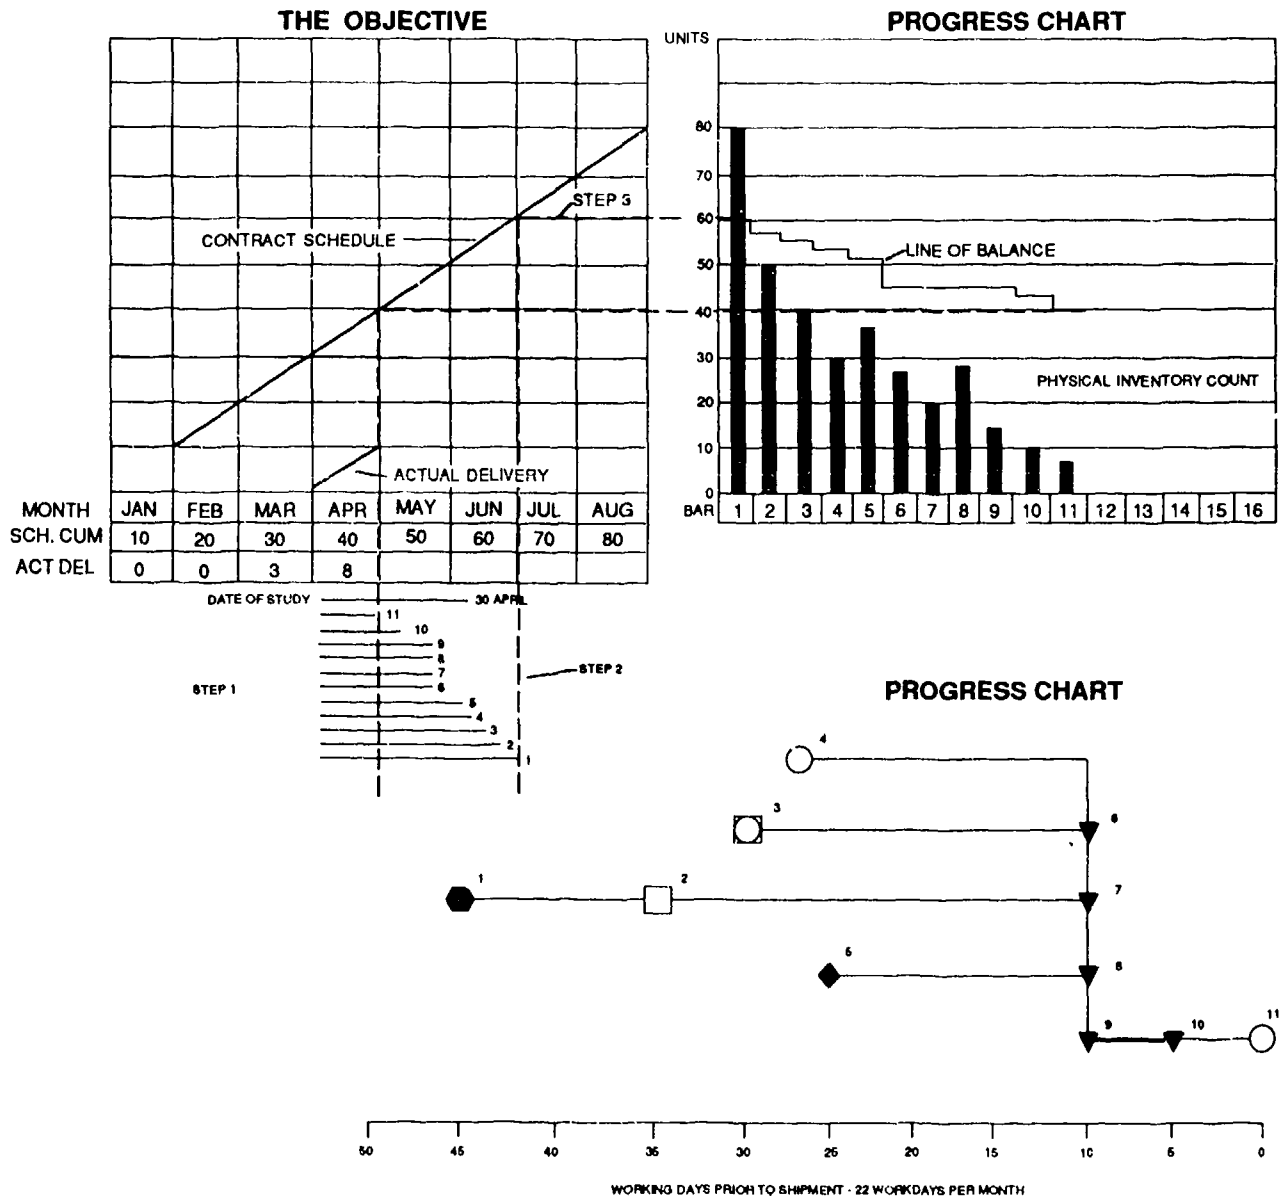 THE OBJECTIVE
PROGRESS CHART
UNITS
80
70
60
50
40
30
20
10
0
STEP 3
CONTRACT SCHEDULE
LINE OF BALANCE
PHYSICAL INVENTORY COUNT
ACTUAL DELIVERY
MONTH JAN FEB MAR APR MAY JUN JUL AUG
SCH. CUM 10 20 30 40 50 60 70 80
ACT DEL 0 0 3 8
BAR 1 2 3 4 5 6 7 8 9 10 11 12 13 14 15 16
DATE OF STUDY 30 APRIL
11
10
9
8
7
6
5
4
3
2
1
STEP 1
STEP 2
PROGRESS CHART
4
3
6
1
2
7
5
8
9
10
11
50 45 40 35 30 25 20 15 10 5 0
WORKING DAYS PRIOR TO SHIPMENT - 22 WORKDAYS PER MONTH